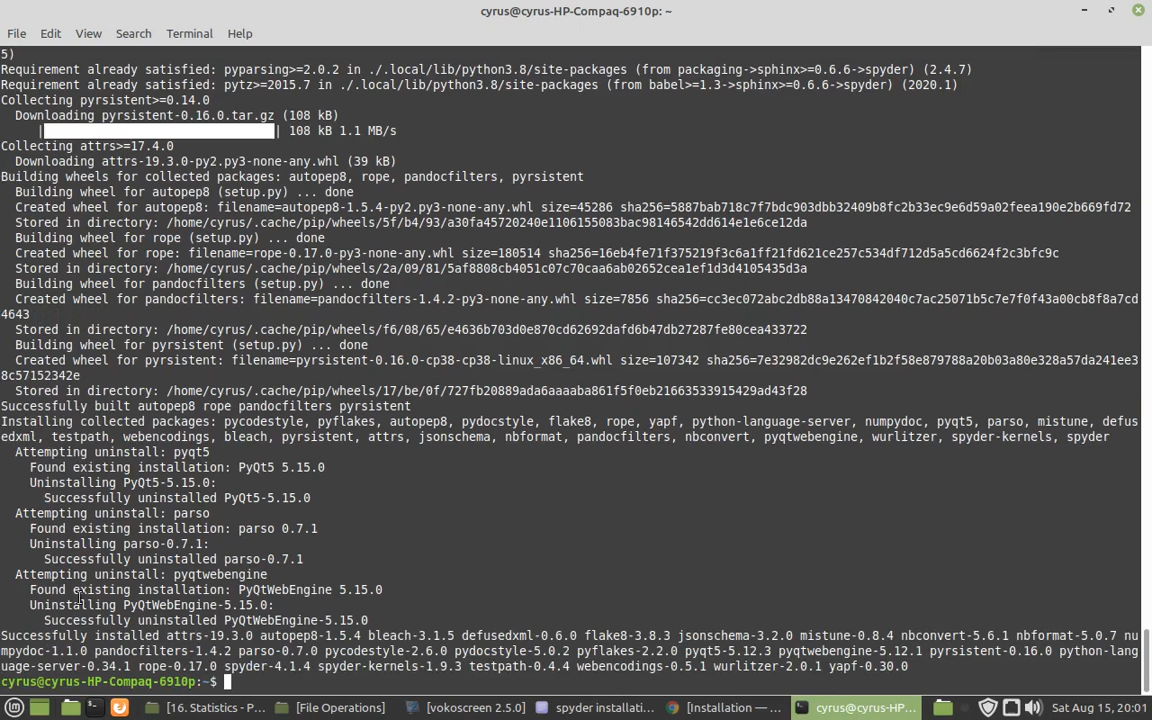 cyrus@cyrus-HP-Compaq-6910p: ~
File Edit View Search Terminal Help
5)
Requirement already satisfied: pyparsing>=2.0.2 in ./.local/lib/python3.8/site-packages (from packaging->sphinx>=0.6.6->spyder) (2.4.7)
Requirement already satisfied: pytz>=2015.7 in ./.local/lib/python3.8/site-packages (from babel>=1.3->sphinx>=0.6.6->spyder) (2020.1)
Collecting pyrsistent>=0.14.0
Downloading pyrsistent-0.16.0.tar.gz (108 kB)
| | 108 kB 1.1 MB/s
Collecting attrs>=17.4.0
Downloading attrs-19.3.0-py2.py3-none-any.whl (39 kB)
Building wheels for collected packages: autopep8, rope, pandocfilters, pyrsistent
Building wheel for autopep8 (setup.py) ... done
Created wheel for autopep8: filename=autopep8-1.5.4-py2.py3-none-any.whl size=45286 sha256=5887bab718c7f7bdc903dbb32409b8fc2b33ec9e6d59a02feea190e2b669fd72
Stored in directory: /home/cyrus/.cache/pip/wheels/5f/b4/93/a30fa45720240e1106155083bac98146542dd614e1e6ce12da
Building wheel for rope (setup.py) ... done
Created wheel for rope: filename=rope-0.17.0-py3-none-any.whl size=180514 sha256=16eb4fe71f375219f3c6a1ff21fd621ce257c534df712d5a5cd6624f2c3bfc9c
Stored in directory: /home/cyrus/.cache/pip/wheels/2a/09/81/5af8808cb4051c07c70caa6ab02652cea1ef1d3d4105435d3a
Building wheel for pandocfilters (setup.py) ... done
Created wheel for pandocfilters: filename=pandocfilters-1.4.2-py3-none-any.whl size=7856 sha256=cc3ec072abc2db88a13470842040c7ac25071b5c7e7f0f43a00cb8f8a7cd
4643
Stored in directory: /home/cyrus/.cache/pip/wheels/f6/08/65/e4636b703d0e870cd62692dafd6b47db27287fe80cea433722
Building wheel for pyrsistent (setup.py) ... done
Created wheel for pyrsistent: filename=pyrsistent-0.16.0-cp38-cp38-linux_x86_64.whl size=107342 sha256=7e32982dc9e262ef1b2f58e879788a20b03a80e328a57da241ee3
8c57152342e
Stored in directory: /home/cyrus/.cache/pip/wheels/17/be/0f/727fb20889ada6aaaaba861f5f0eb21663533915429ad43f28
Successfully built autopep8 rope pandocfilters pyrsistent
Installing collected packages: pycodestyle, pyflakes, autopep8, pydocstyle, flake8, rope, yapf, python-language-server, numpydoc, pyqt5, parso, mistune, defus
edxml, testpath, webencodings, bleach, pyrsistent, attrs, jsonschema, nbformat, pandocfilters, nbconvert, pyqtwebengine, wurlitzer, spyder-kernels, spyder
Attempting uninstall: pyqt5
Found existing installation: PyQt5 5.15.0
Uninstalling PyQt5-5.15.0:
Successfully uninstalled PyQt5-5.15.0
Attempting uninstall: parso
Found existing installation: parso 0.7.1
Uninstalling parso-0.7.1:
Successfully uninstalled parso-0.7.1
Attempting uninstall: pyqtwebengine
Found existing installation: PyQtWebEngine 5.15.0
Uninstalling PyQtWebEngine-5.15.0:
Successfully uninstalled PyQtWebEngine-5.15.0
Successfully installed attrs-19.3.0 autopep8-1.5.4 bleach-3.1.5 defusedxml-0.6.0 flake8-3.8.3 jsonschema-3.2.0 mistune-0.8.4 nbconvert-5.6.1 nbformat-5.0.7 nu
mpydoc-1.1.0 pandocfilters-1.4.2 parso-0.7.0 pycodestyle-2.6.0 pydocstyle-5.0.2 pyflakes-2.2.0 pyqt5-5.12.3 pyqtwebengine-5.12.1 pyrsistent-0.16.0 python-lang
uage-server-0.34.1 rope-0.17.0 spyder-4.1.4 spyder-kernels-1.9.3 testpath-0.4.4 webencodings-0.5.1 wurlitzer-2.0.1 yapf-0.30.0
cyrus@cyrus-HP-Compaq-6910p:~$
[16. Statistics - P... [File Operations] [vokoscreen 2.5.0] spyder installati... [Installation — ... cyrus@cyrus-HP-... Sat Aug 15, 20:01